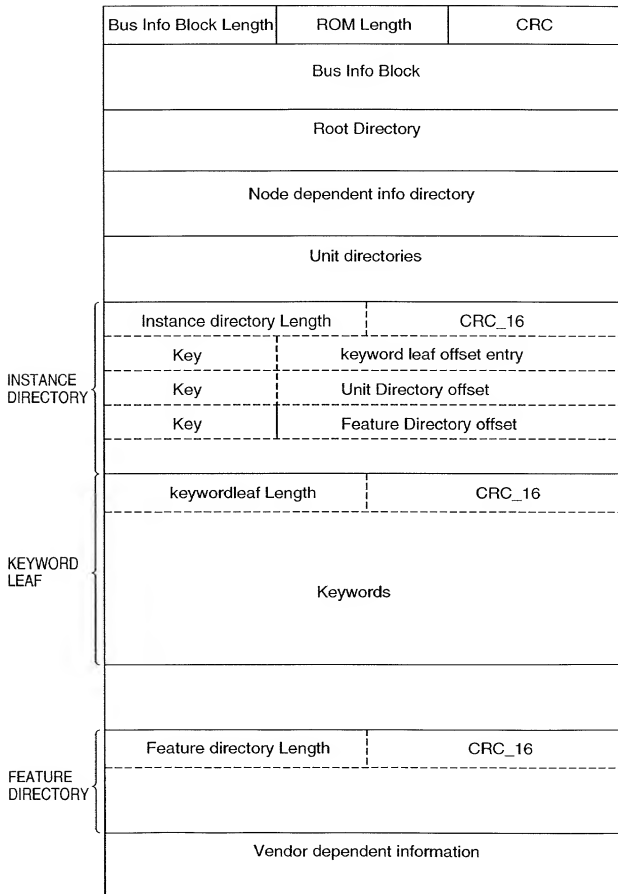 Bus Info Block Length ROM Length CRC
Bus Info Block
Root Directory
Node dependent info directory
Unit directories
Instance directory Length CRC_16
Key keyword leaf offset entry
INSTANCE
DIRECTORY
Key Unit Directory offset
Key Feature Directory offset
keywordleaf Length CRC_16
KEYWORD
LEAF
Keywords
Feature directory Length CRC_16
FEATURE
DIRECTORY
Vendor dependent information